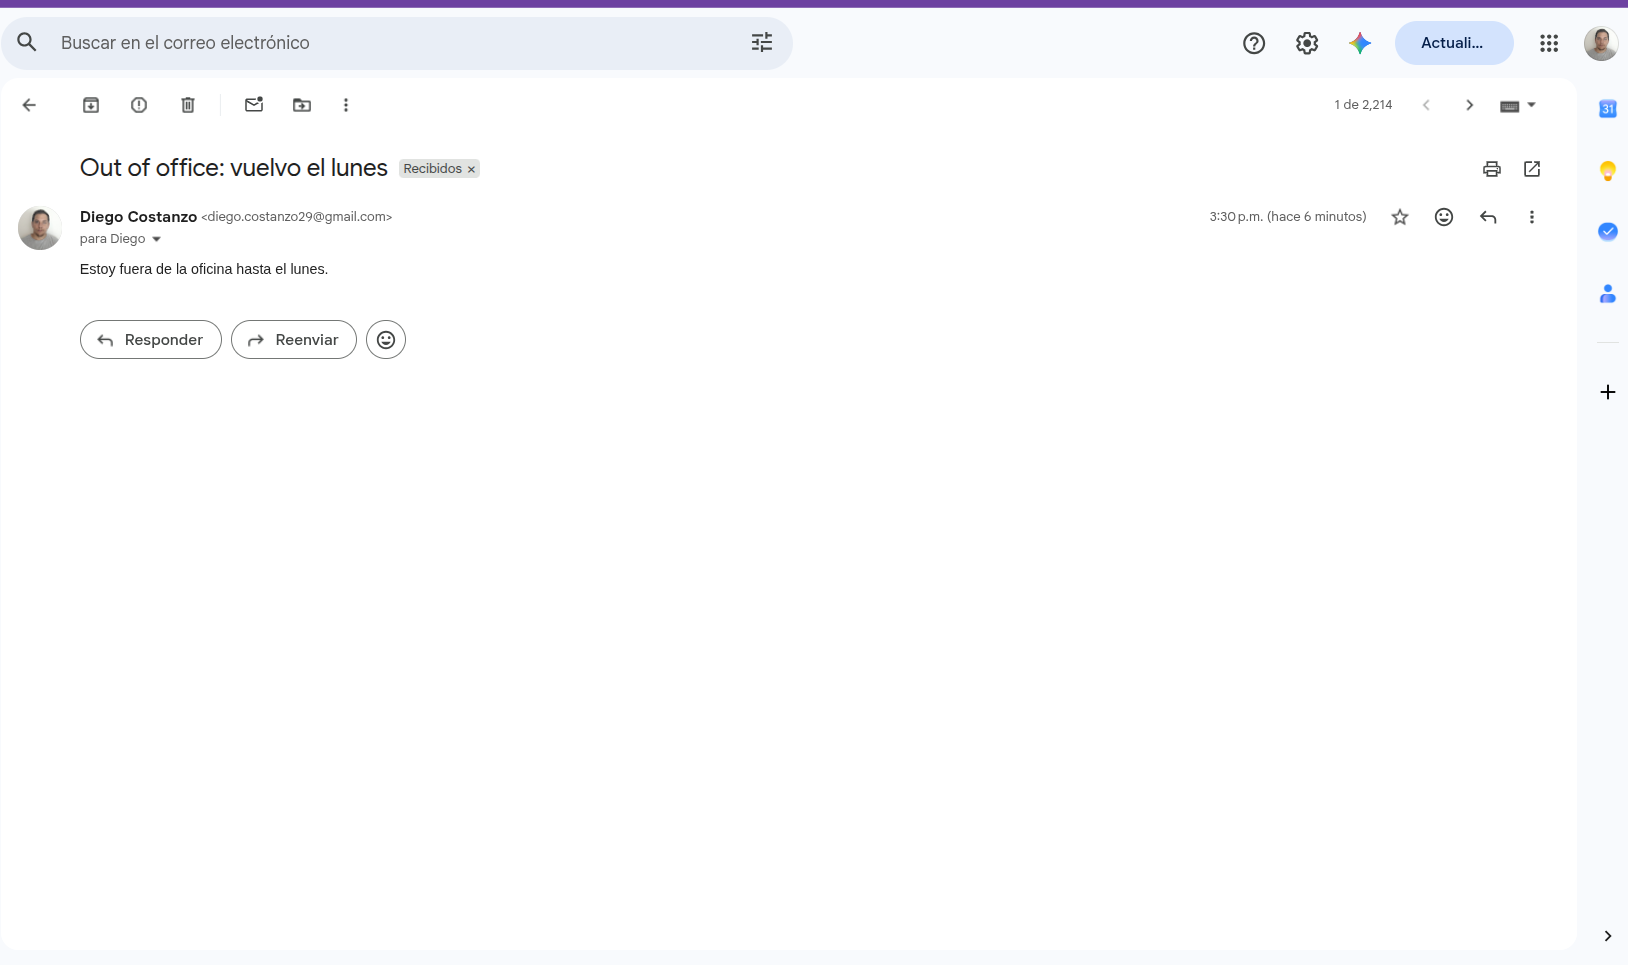 Buscar en el correo electrónico
Actuali...
1 de 2,214
31
Out of office: vuelvo el lunes Recibidos ×
Diego Costanzo <diego.costanzo29@gmail.com> 3:30 p.m. (hace 6 minutos)
para Diego
Estoy fuera de la oficina hasta el lunes.
Responder Reenviar